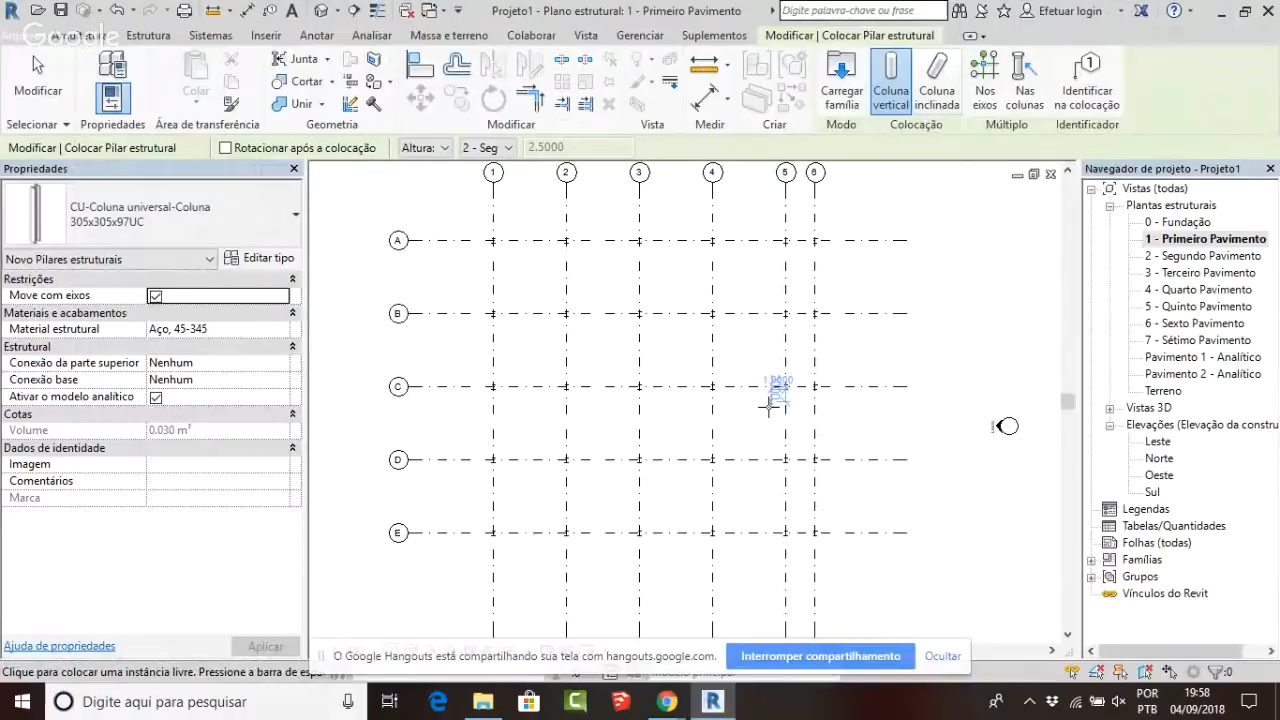 Projeto1 - Plano estrutural: 1 - Primeiro Pavimento
Digite palavra-chave ou frase
Efetuar login
Google
Estrutura
Sistemas
Inserir
Anotar
Analisar
Massa e terreno
Colaborar
Vista
Gerenciar
Suplementos
Modificar | Colocar Pilar estrutural
Modificar
Colar
Junta
Cortar
Unir
Carregar família
Coluna vertical
Coluna inclinada
Nos eixos
Nas colunas
Identificar na colocação
Selecionar
Propriedades
Área de transferência
Geometria
Modificar
Vista
Medir
Criar
Modo
Colocação
Múltiplo
Identificador
Modificar | Colocar Pilar estrutural
Rotacionar após a colocação
Altura:
2 - Seg
2.5000
Propriedades
CU-Coluna universal-Coluna
305x305x97UC
Novo Pilares estruturais
Editar tipo
Restrições
Move com eixos
Materiais e acabamentos
Material estrutural Aço, 45-345
Estrutural
Conexão da parte superior Nenhum
Conexão base Nenhum
Ativar o modelo analítico
Cotas
Volume 0.030 m³
Dados de identidade
Imagem
Comentários
Marca
Ajuda de propriedades
Aplicar
1
2
3
4
5
6
A
B
C
D
E
Navegador de projeto - Projeto1
Vistas (todas)
Plantas estruturais
0 - Fundação
1 - Primeiro Pavimento
2 - Segundo Pavimento
3 - Terceiro Pavimento
4 - Quarto Pavimento
5 - Quinto Pavimento
6 - Sexto Pavimento
7 - Sétimo Pavimento
Pavimento 1 - Analítico
Pavimento 2 - Analítico
Terreno
Vistas 3D
Elevações (Elevação da constru
Leste
Norte
Oeste
Sul
Legendas
Tabelas/Quantidades
Folhas (todas)
Famílias
Grupos
Vínculos do Revit
O Google Hangouts está compartilhando sua tela com hangouts.google.com.
Interromper compartilhamento
Ocultar
Clique para colocar uma instância livre. Pressione a barra de espa
:0
Digite aqui para pesquisar
POR
PTB
19:58
04/09/2018